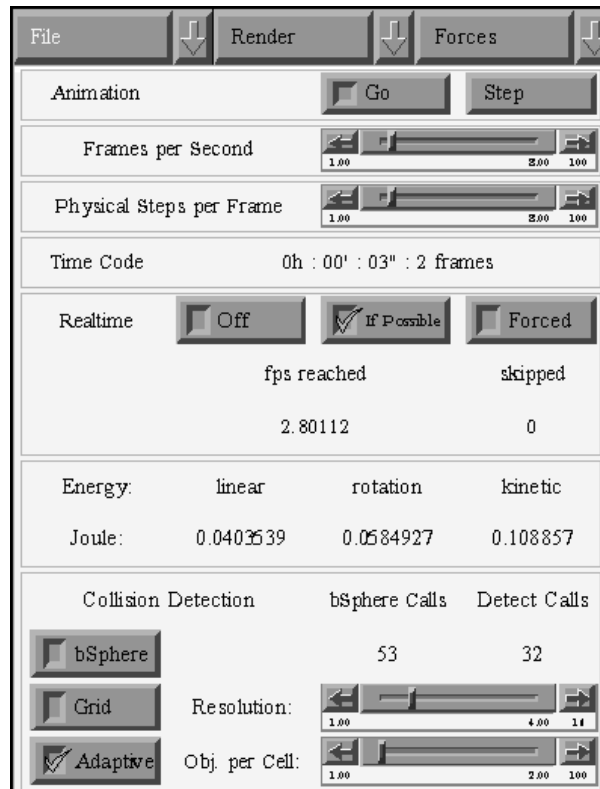 File Render Forces
Animation Go Step
Frames per Second
1.00 8.00 100
Physical Steps per Frame
1.00 8.00 100
Time Code 0h : 00' : 03" : 2 frames
Realtime Off If Possible Forced
fps reached skipped
2.80112 0
Energy: linear rotation kinetic
Joule: 0.0584927 0.108857
Collision Detection bSphere Calls Detect Calls
bSphere 53 32
Grid Resolution:
1.00 4.00 14
Adaptive Obj. per Cell:
1.00 2.00 100